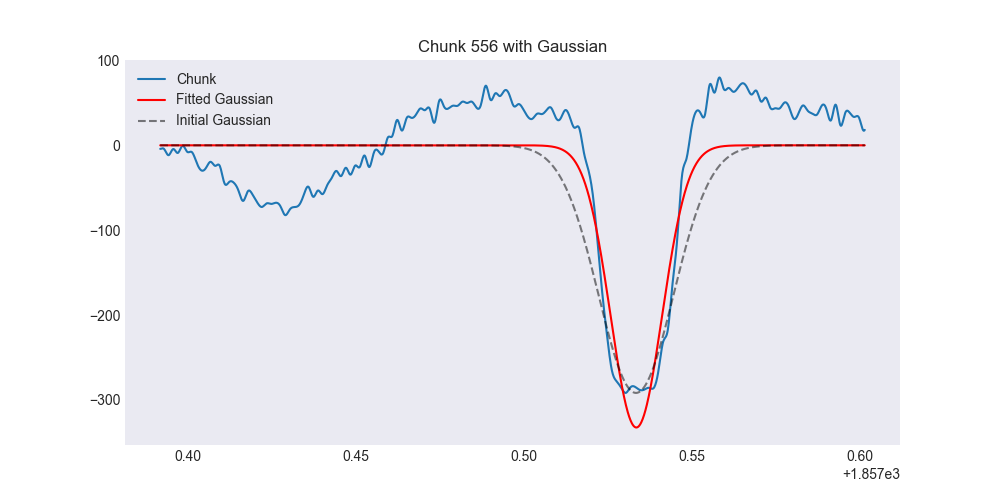 Chunk 556 with Gaussian
100
Chunk
Fitted Gaussian
Initial Gaussian
0
−100
−200
−300
0.40 0.45 0.50 0.55 0.60
+1.857e3